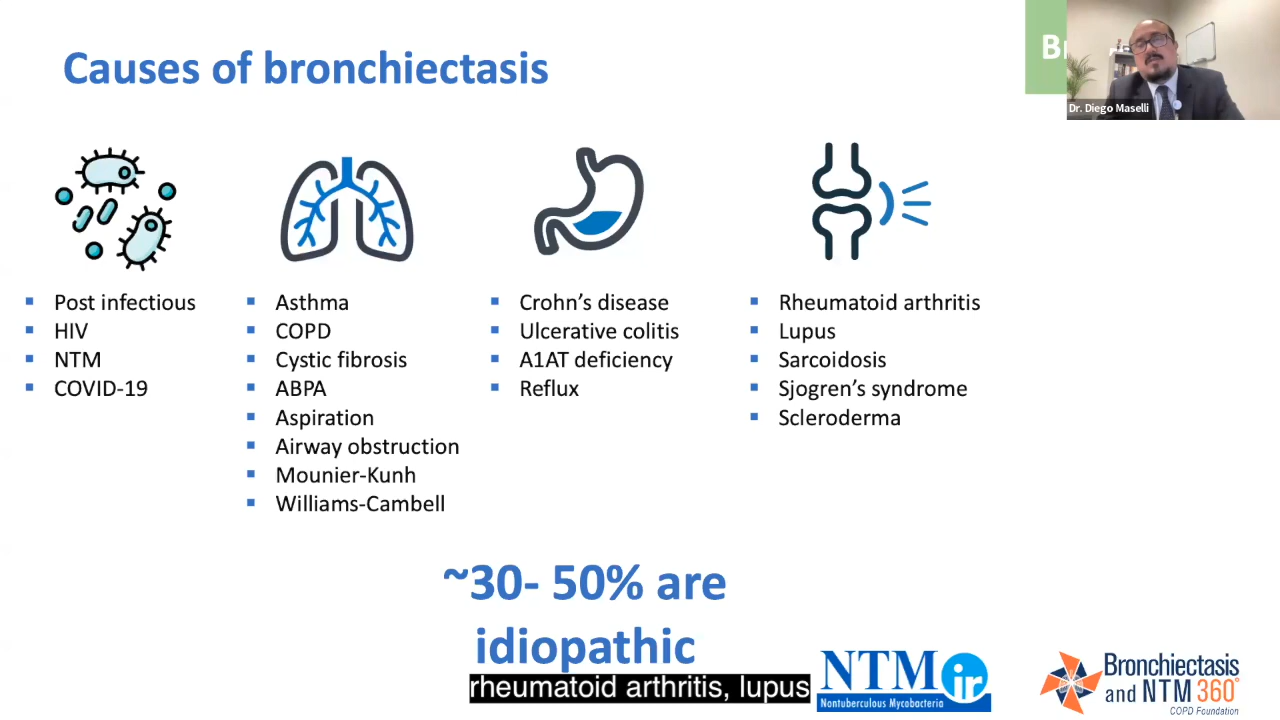 Causes of bronchiectasis
Dr. Diego Maselli
Post infectious
HIV
NTM
COVID-19
Asthma
COPD
Cystic fibrosis
ABPA
Aspiration
Airway obstruction
Mounier-Kunh
Williams-Cambell
Crohn’s disease
Ulcerative colitis
A1AT deficiency
Reflux
Rheumatoid arthritis
Lupus
Sarcoidosis
Sjogren’s syndrome
Scleroderma
~30- 50% are
idiopathic
rheumatoid arthritis, lupus
NTM ir
Nontuberculous Mycobacteria
Bronchiectasis
and NTM 360°
COPD Foundation